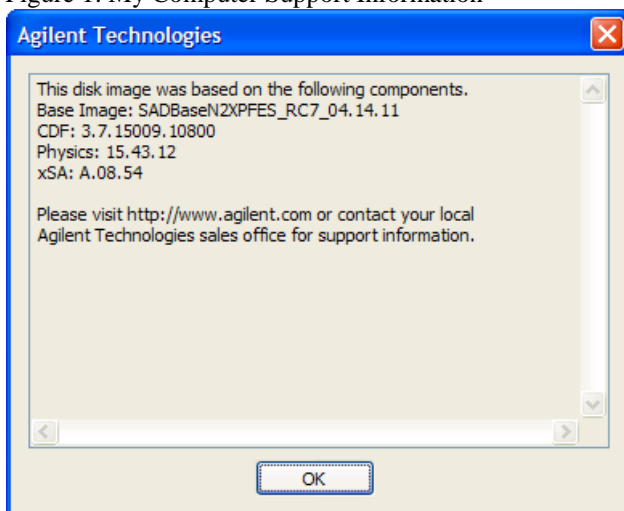 Figure 1: My Computer Support Information
Agilent Technologies
This disk image was based on the following components.
Base Image: SADBaseN2XPFES_RC7_04.14.11
CDF: 3.7.15009.10800
Physics: 15.43.12
xSA: A.08.54
Please visit http://www.agilent.com or contact your local
Agilent Technologies sales office for support information.
OK